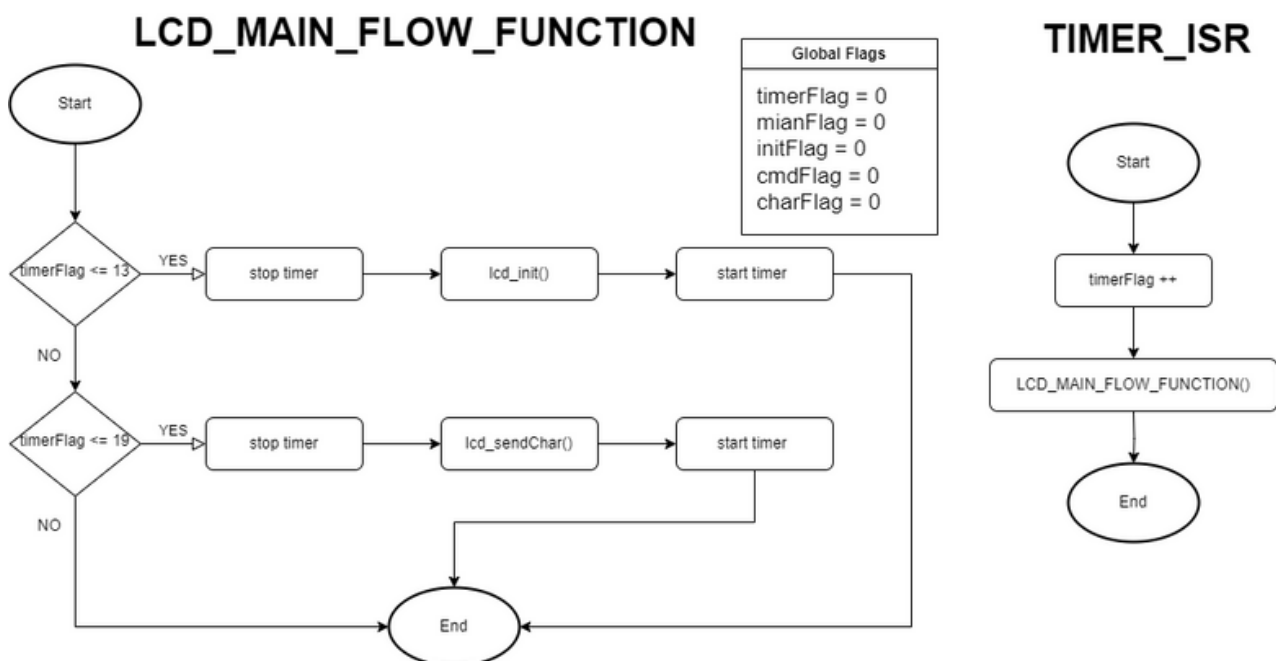 LCD_MAIN_FLOW_FUNCTION
Start
timerFlag <= 13
YES
stop timer
lcd_init()
start timer
NO
timerFlag <= 19
YES
stop timer
lcd_sendChar()
start timer
NO
End
Global Flags
timerFlag = 0
mianFlag = 0
initFlag = 0
cmdFlag = 0
charFlag = 0
TIMER_ISR
Start
timerFlag ++
LCD_MAIN_FLOW_FUNCTION()
End